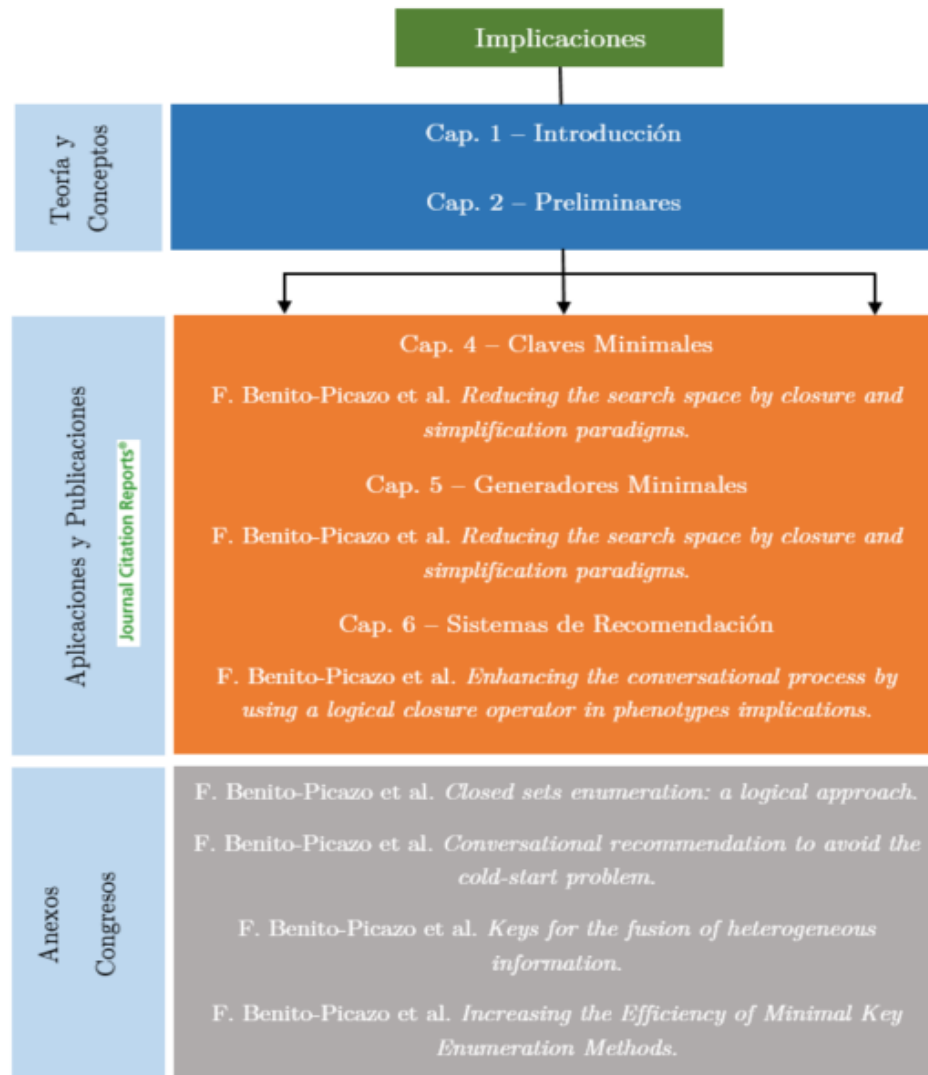 Implicaciones
Teoría y
Conceptos
Cap. 1 – Introducción
Cap. 2 – Preliminares
Aplicaciones y Publicaciones
Journal Citation Reports®
Cap. 4 – Claves Minimales
F. Benito-Picazo et al. Reducing the search space by closure and
simplification paradigms.
Cap. 5 – Generadores Minimales
F. Benito-Picazo et al. Reducing the search space by closure and
simplification paradigms.
Cap. 6 – Sistemas de Recomendación
F. Benito-Picazo et al. Enhancing the conversational process by
using a logical closure operator in phenotypes implications.
Anexos
Congresos
F. Benito-Picazo et al. Closed sets enumeration: a logical approach.
F. Benito-Picazo et al. Conversational recommendation to avoid the
cold-start problem.
F. Benito-Picazo et al. Keys for the fusion of heterogeneous
information.
F. Benito-Picazo et al. Increasing the Efficiency of Minimal Key
Enumeration Methods.